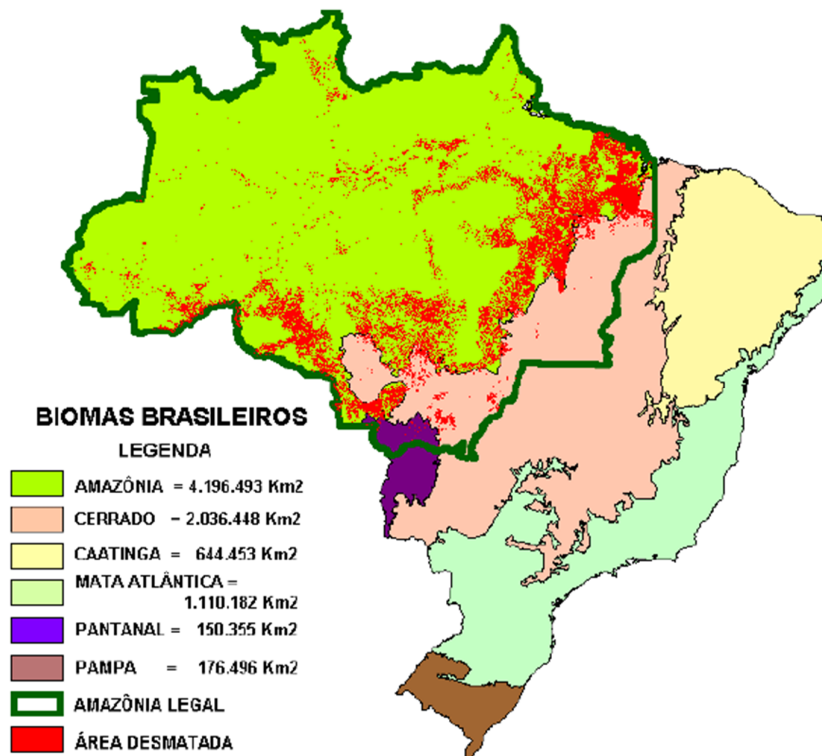 BIOMAS BRASILEIROS
LEGENDA
AMAZÔNIA = 4.196.493 Km2
CERRADO – 2.036.448 Km2
CAATINGA = 644.453 Km2
MATA ATLÂNTICA =
1.110.182 Km2
PANTANAL = 150.355 Km2
PAMPA = 176.496 Km2
AMAZÔNIA LEGAL
ÁREA DESMATADA